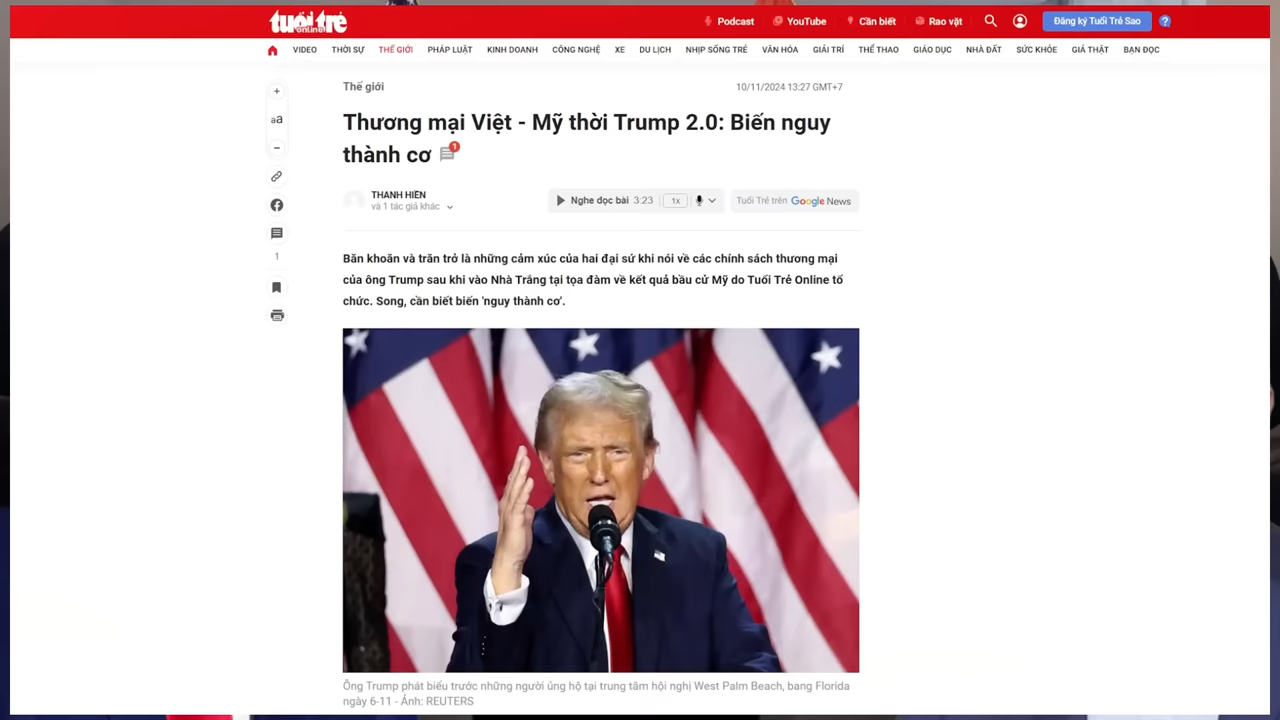 tuổi trẻ
online
Podcast
YouTube
Cần biết
Rao vặt
Đăng ký Tuổi Trẻ Sao
?
VIDEO
THỜI SỰ
THẾ GIỚI
PHÁP LUẬT
KINH DOANH
CÔNG NGHỆ
XE
DU LỊCH
NHỊP SỐNG TRẺ
VĂN HÓA
GIẢI TRÍ
THỂ THAO
GIÁO DỤC
NHÀ ĐẤT
SỨC KHỎE
GIẢ THẬT
BẠN ĐỌC
+
aa
−
1
Thế giới
10/11/2024 13:27 GMT+7
Thương mại Việt - Mỹ thời Trump 2.0: Biến nguy
thành cơ
1
THANH HIỀN
và 1 tác giả khác
Nghe đọc bài 3:23 1x
Tuổi Trẻ trên Google News
Băn khoăn và trăn trở là những cảm xúc của hai đại sứ khi nói về các chính sách thương mại
của ông Trump sau khi vào Nhà Trắng tại tọa đàm về kết quả bầu cử Mỹ do Tuổi Trẻ Online tổ
chức. Song, cần biết biến 'nguy thành cơ'.
Ông Trump phát biểu trước những người ủng hộ tại trung tâm hội nghị West Palm Beach, bang Florida
ngày 6-11 - Ảnh: REUTERS